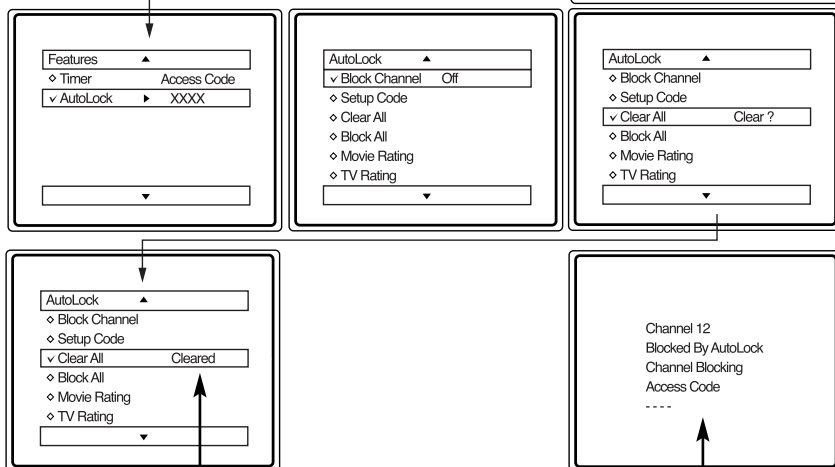 Features
Timer Access Code
AutoLock XXXX
AutoLock
Block Channel Off
Setup Code
Clear All
Block All
Movie Rating
TV Rating
AutoLock
Block Channel
Setup Code
Clear All Clear ?
Block All
Movie Rating
TV Rating
AutoLock
Block Channel
Setup Code
Clear All Cleared
Block All
Movie Rating
TV Rating
Channel 12
Blocked By AutoLock
Channel Blocking
Access Code
- - - -